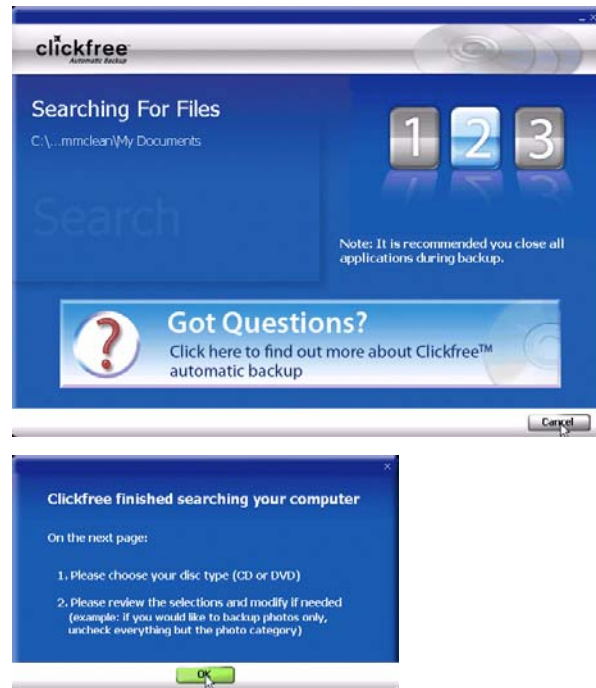 clickfree
Automatic Backup
Searching For Files
C:\...mmclean\My Documents
Search
1 2 3
Note: It is recommended you close all
applications during backup.
?
Got Questions?
Click here to find out more about Clickfree™
automatic backup
Cancel
Clickfree finished searching your computer
On the next page:
1. Please choose your disc type (CD or DVD)
2. Please review the selections and modify if needed
(example: if you would like to backup photos only,
uncheck everything but the photo category)
OK